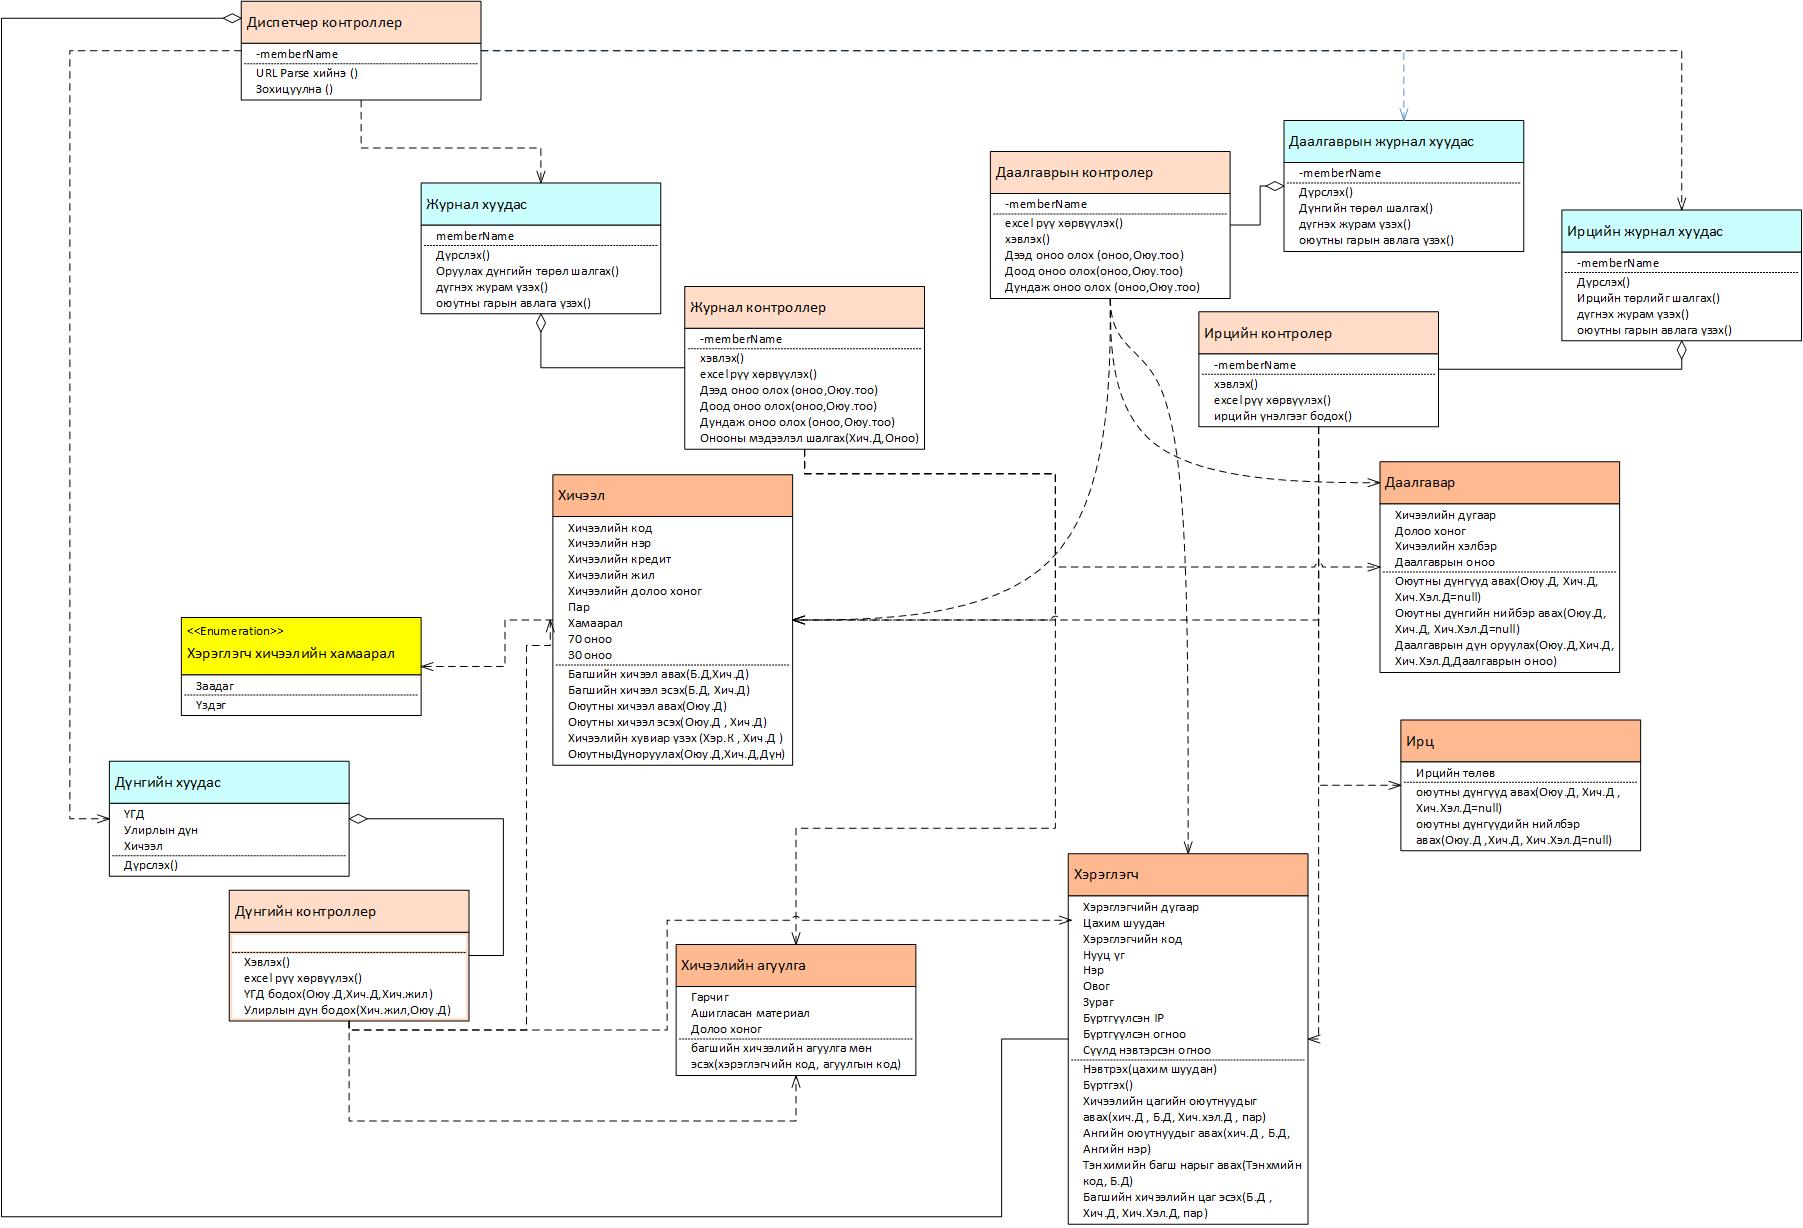 Диспетчер контроллер
-memberName
URL Parse хийнэ ()
Зохицуулна ()
Журнал хуудас
memberName
Дүрслэх()
Оруулах дүнгийн төрөл шалгах()
дүгнэх журам үзэх()
оюутны гарын авлага үзэх()
Журнал контроллер
-memberName
хэвлэх()
excel рүү хөрвүүлэх()
Дээд оноо олох (оноо,Оюу.тоо)
Доод оноо олох(оноо,Оюу.тоо)
Дундаж оноо олох (оноо,Оюу.тоо)
Онооны мэдээлэл шалгах(Хич.Д,Оноо)
Даалгаврын контролер
-memberName
excel рүү хөрвүүлэх()
хэвлэх()
Дээд оноо олох (оноо,Оюу.тоо)
Доод оноо олох(оноо,Оюу.тоо)
Дундаж оноо олох (оноо,Оюу.тоо)
Даалгаврын журнал хуудас
-memberName
Дүрслэх()
Дүнгийн төрөл шалгах()
дүгнэх журам үзэх()
оюутны гарын авлага үзэх()
Ирцийн журнал хуудас
-memberName
Дүрслэх()
Ирцийн төрлийг шалгах()
дүгнэх журам үзэх()
оюутны гарын авлага үзэх()
Ирцийн контролер
-memberName
хэвлэх()
excel рүү хөрвүүлэх()
ирцийн үнэлгээг бодох()
Хичээл
Хичээлийн код
Хичээлийн нэр
Хичээлийн кредит
Хичээлийн жил
Хичээлийн долоо хоног
Пар
Хамаарал
70 оноо
30 оноо
Багшийн хичээл авах(Б.Д,Хич.Д)
Багшийн хичээл эсэх(Б.Д, Хич.Д)
Оюутны хичээл авах(Оюу.Д)
Оюутны хичээл эсэх(Оюу.Д , Хич.Д)
Хичээлийн хувиар үзэх (Хэр.К , Хич.Д )
ОюутныДүноруулах(Оюу.Д,Хич.Д,Дүн)
Даалгавар
Хичээлийн дугаар
Долоо хоног
Хичээлийн хэлбэр
Даалгаврын оноо
Оюутны дүнгүүд авах(Оюу.Д, Хич.Д,
Хич.Хэл.Д=null)
Оюутны дүнгийн нийбэр авах(Оюу.Д,
Хич.Д, Хич.Хэл.Д=null)
Даалгаврын дүн оруулах(Оюу.Д,Хич.Д,
Хич.Хэл.Д,Даалгаврын оноо)
<<Enumeration>>
Хэрэглэгч хичээлийн хамаарал
Заадаг
Үздэг
Ирц
Ирцийн төлөв
оюутны дүнгүүд авах(Оюу.Д, Хич.Д ,
Хич.Хэл.Д=null)
оюутны дүнгүүдийн нийлбэр
авах(Оюу.Д ,Хич.Д, Хич.Хэл.Д=null)
Дүнгийн хуудас
ҮГД
Улирлын дүн
Хичээл
Дүрслэх()
Дүнгийн контроллер
Хэвлэх()
excel рүү хөрвүүлэх()
ҮГД бодох(Оюу.Д,Хич.Д,Хич.жил)
Улирлын дүн бодох(Хич.жил,Оюу.Д)
Хичээлийн агуулга
Гарчиг
Ашигласан материал
Долоо хоног
багшийн хичээлийн агуулга мөн
эсэх(хэрэглэгчийн код, агуулгын код)
Хэрэглэгч
Хэрэглэгчийн дугаар
Цахим шуудан
Хэрэглэгчийн код
Нууц үг
Нэр
Овог
Зураг
Бүртгүүлсэн IP
Бүртгүүлсэн огноо
Сүүлд нэвтэрсэн огноо
Нэвтрэх(цахим шуудан)
Бүртгэх()
Хичээлийн цагийн оюутнуудыг
авах(хич.Д , Б.Д, Хич.хэл.Д , пар)
Ангийн оюутнуудыг авах(хич.Д , Б.Д,
Ангийн нэр)
Тэнхимийн багш нарыг авах(Тэнхмийн
код, Б.Д)
Багшийн хичээлийн цаг эсэх(Б.Д ,
Хич.Д, Хич.Хэл.Д, пар)